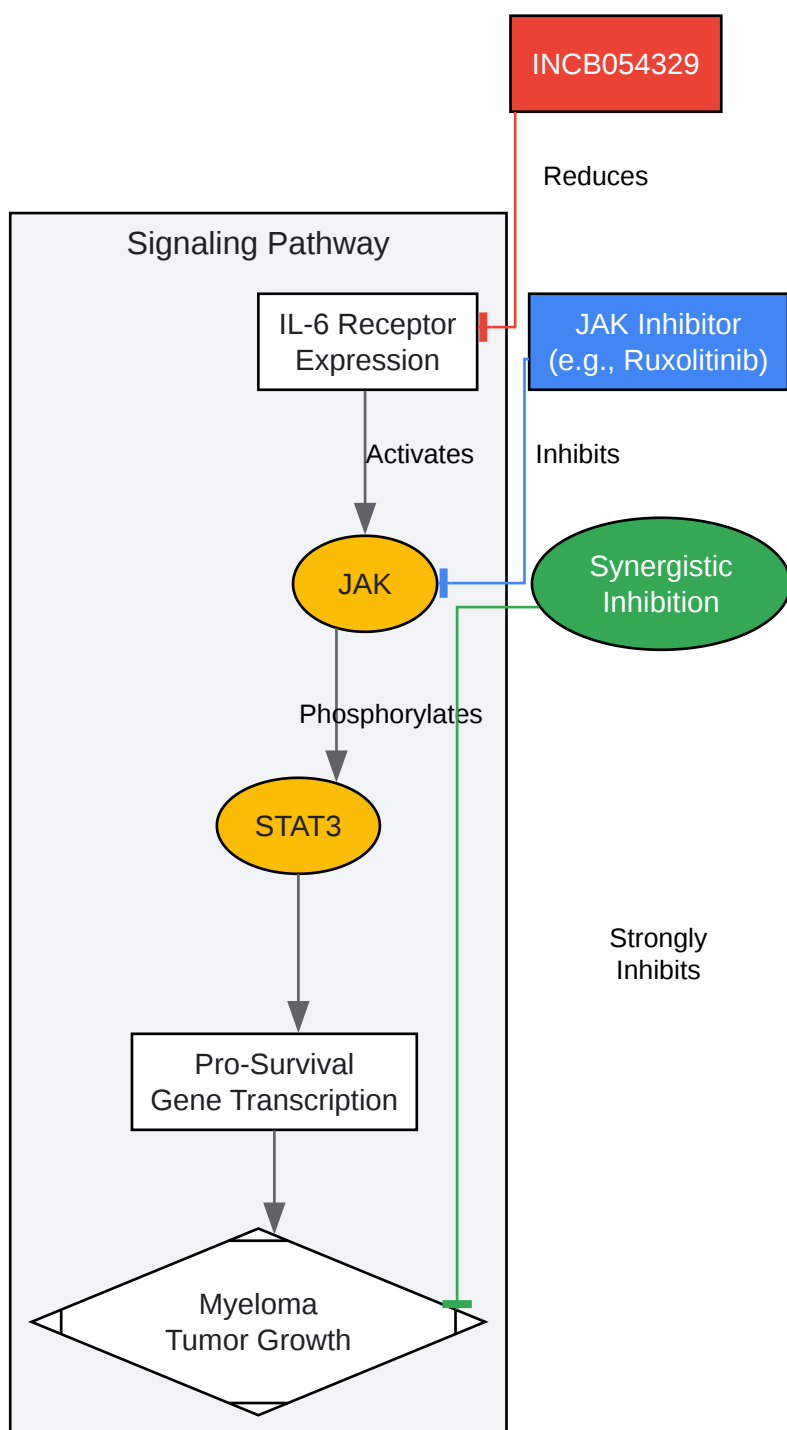 INCB054329
Reduces
Signaling Pathway
IL-6 Receptor
Expression
JAK Inhibitor
(e.g., Ruxolitinib)
Activates
Inhibits
JAK
Synergistic
Inhibition
Phosphorylates
STAT3
Strongly
Inhibits
Pro-Survival
Gene Transcription
Myeloma
Tumor Growth